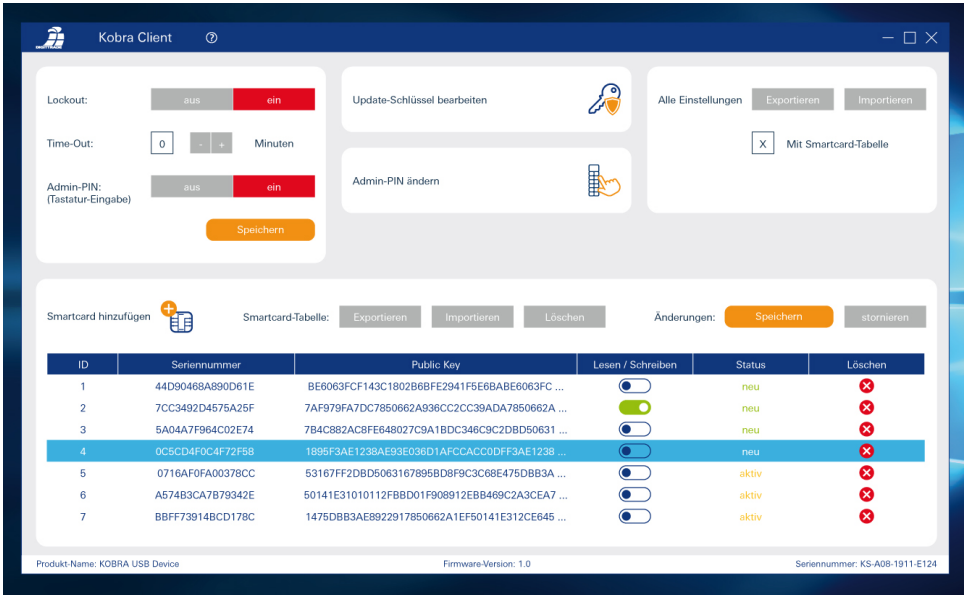 DIGITTRADE
Kobra Client
Lockout: aus ein
Time-Out: 0 - + Minuten
Admin-PIN: aus ein
(Tastatur-Eingabe)
Speichern
Update-Schlüssel bearbeiten
Admin-PIN ändern
Alle Einstellungen Exportieren Importieren
X Mit Smartcard-Tabelle
Smartcard hinzufügen Smartcard-Tabelle: Exportieren Importieren Löschen Änderungen: Speichern stornieren
ID Seriennummer Public Key Lesen / Schreiben Status Löschen
1 44D90468A890D61E BE6063FCF143C1802B6BFE2941F5E6BABE6063FC ... neu
2 7CC3492D4575A25F 7AF979FA7DC7850662A936CC2CC39ADA7850662A ... neu
3 5A04A7F964C02E74 7B4C882AC8FE648027C9A1BDC346C9C2DBD50631 ... neu
4 0C5CD4F0C4F72F58 1895F3AE1238AE93E036D1AFCCACC0DFF3AE1238 ... neu
5 0716AF0FA00378CC 53167FF2DBD5063167895BD8F9C3C68E475DBB3A ... aktiv
6 A574B3CA7B79342E 50141E31010112FBBD01F908912EBB469C2A3CEA7 ... aktiv
7 BBFF73914BCD178C 1475DBB3AE8922917850662A1EF50141E312CE645 ... aktiv
Produkt-Name: KOBRA USB Device Firmware-Version: 1.0 Seriennummer: KS-A08-1911-E124